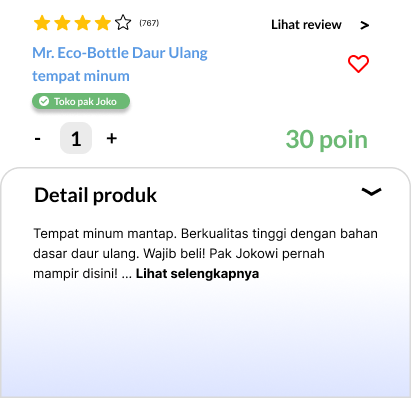 (767)
Lihat review >
Mr. Eco-Bottle Daur Ulang
tempat minum
Toko pak Joko
- 1 +
30 poin
Detail produk
Tempat minum mantap. Berkualitas tinggi dengan bahan
dasar daur ulang. Wajib beli! Pak Jokowi pernah
mampir disini! ... Lihat selengkapnya